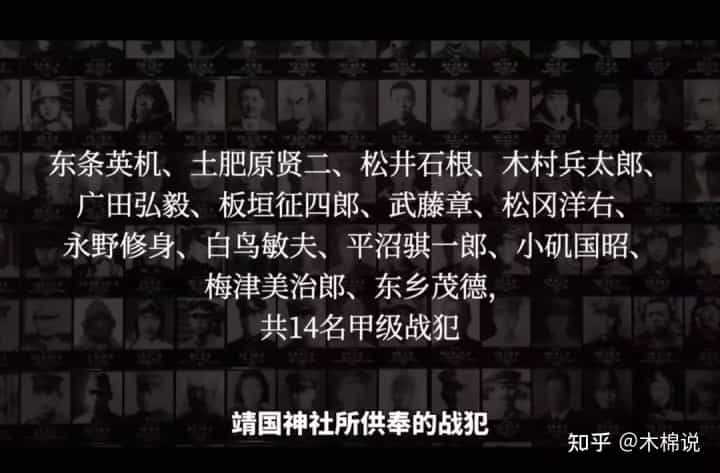 东条英机、土肥原贤二、松井石根、木村兵太郎、
广田弘毅、板垣征四郎、武藤章、松冈洋右、
永野修身、白鸟敏夫、平沼骐一郎、小矶国昭、
梅津美治郎、东乡茂德，
共14名甲级战犯
靖国神社所供奉的战犯
知乎 @木棉说